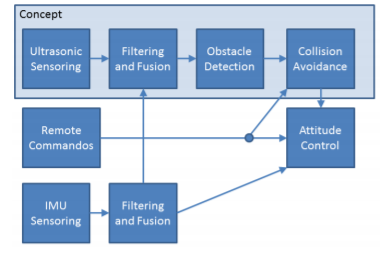 Concept
Ultrasonic
Sensoring
Filtering
and Fusion
Obstacle
Detection
Collision
Avoidance
Remote
Commandos
Attitude
Control
IMU
Sensoring
Filtering
and Fusion